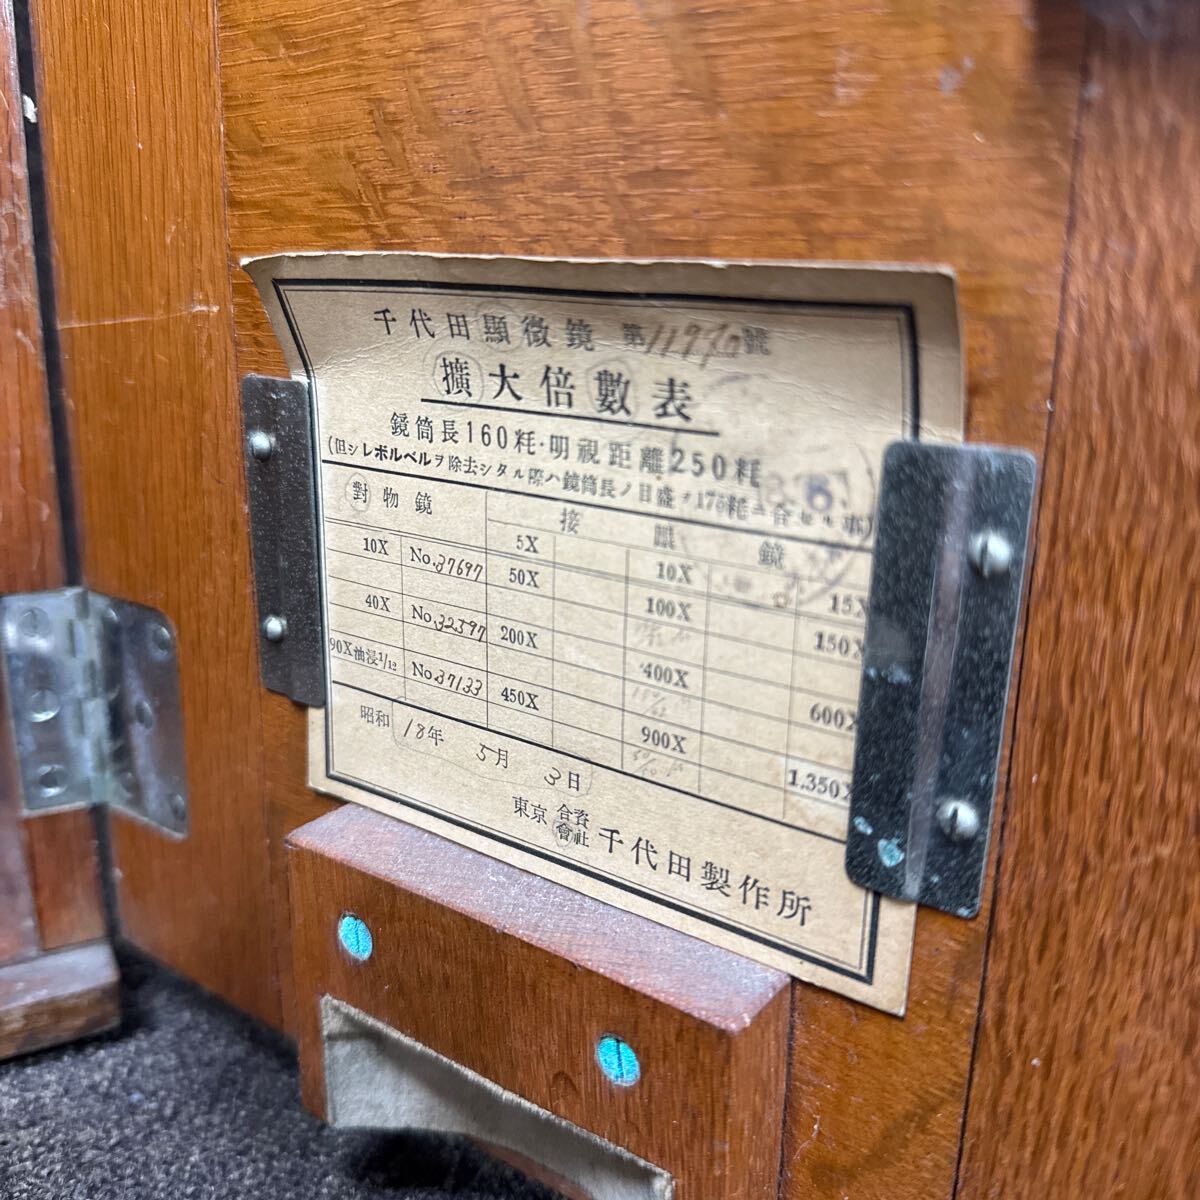 千代田顯微鏡 第11970號
擴大倍數表
鏡筒長160粍・明視距離250粍
(但シレボルベルヲ除去シタル際ハ鏡筒長ノ目盛ヲ175粍ニ合セル事)
對物鏡 接眼鏡
5X 10X 15X
10X No.37697 50X 100X 150X
40X No.32397 200X 400X 600X
90X油浸1/12 No.37133 450X 900X 1.350X
昭和18年 5月 3日
東京 合資會社 千代田製作所